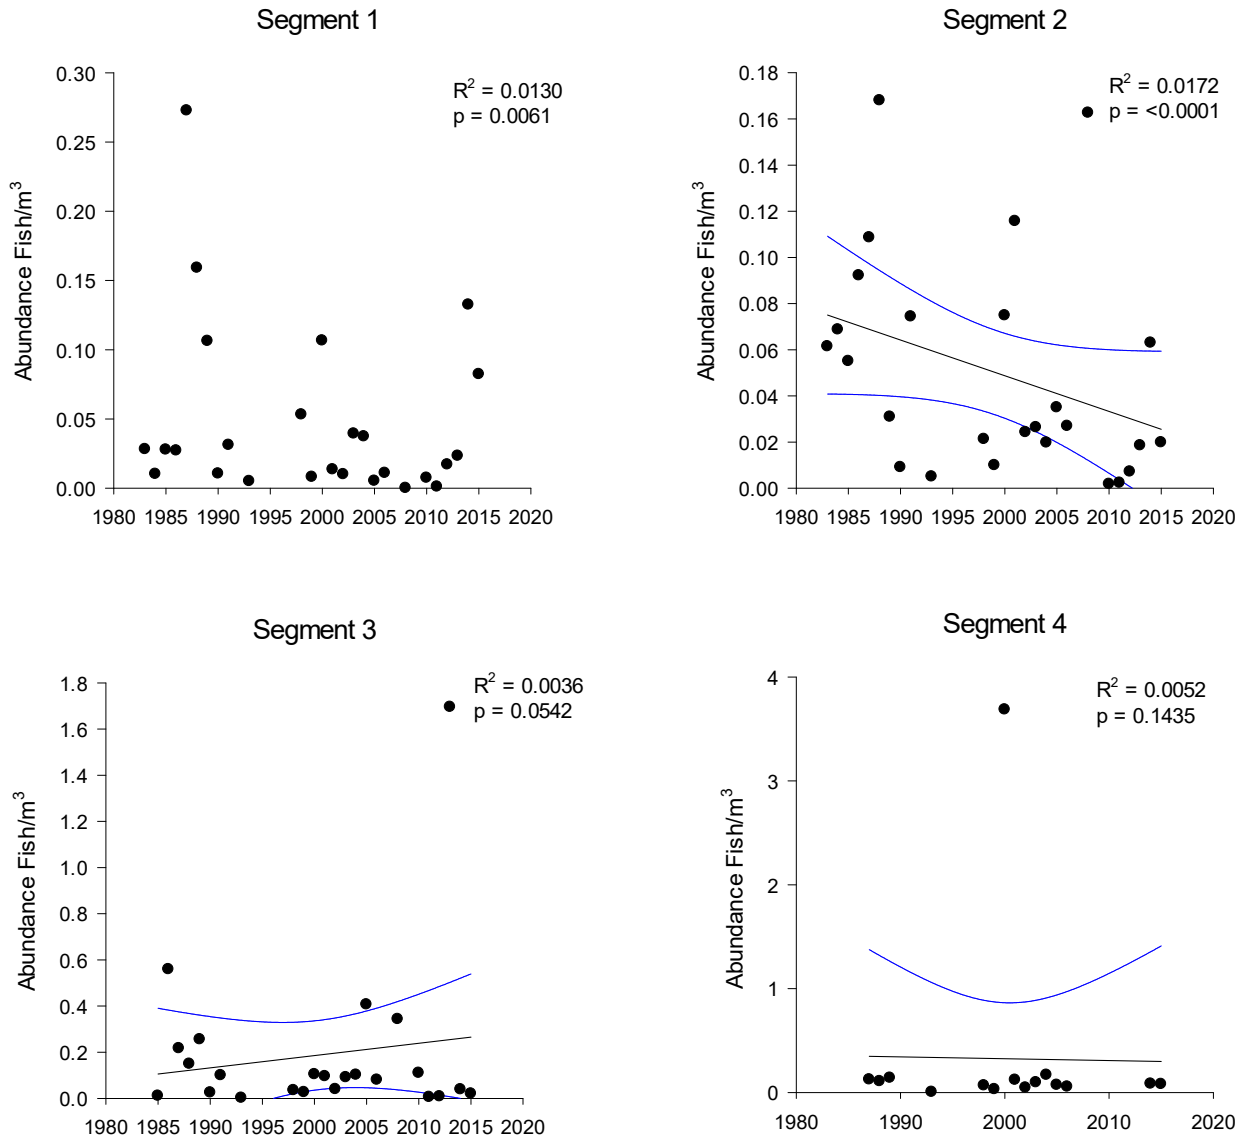 Segment 1
R² = 0.0130
p = 0.0061
Abundance Fish/m³
0.30
0.25
0.20
0.15
0.10
0.05
0.00
1980 1985 1990 1995 2000 2005 2010 2015 2020
Segment 2
R² = 0.0172
p = <0.0001
Abundance Fish/m³
0.18
0.16
0.14
0.12
0.10
0.08
0.06
0.04
0.02
0.00
1980 1985 1990 1995 2000 2005 2010 2015 2020
Segment 3
R² = 0.0036
p = 0.0542
Abundance Fish/m³
1.8
1.6
1.4
1.2
1.0
0.8
0.6
0.4
0.2
0.0
1980 1985 1990 1995 2000 2005 2010 2015 2020
Segment 4
R² = 0.0052
p = 0.1435
Abundance Fish/m³
4
3
2
1
0
1980 1990 2000 2010 2020